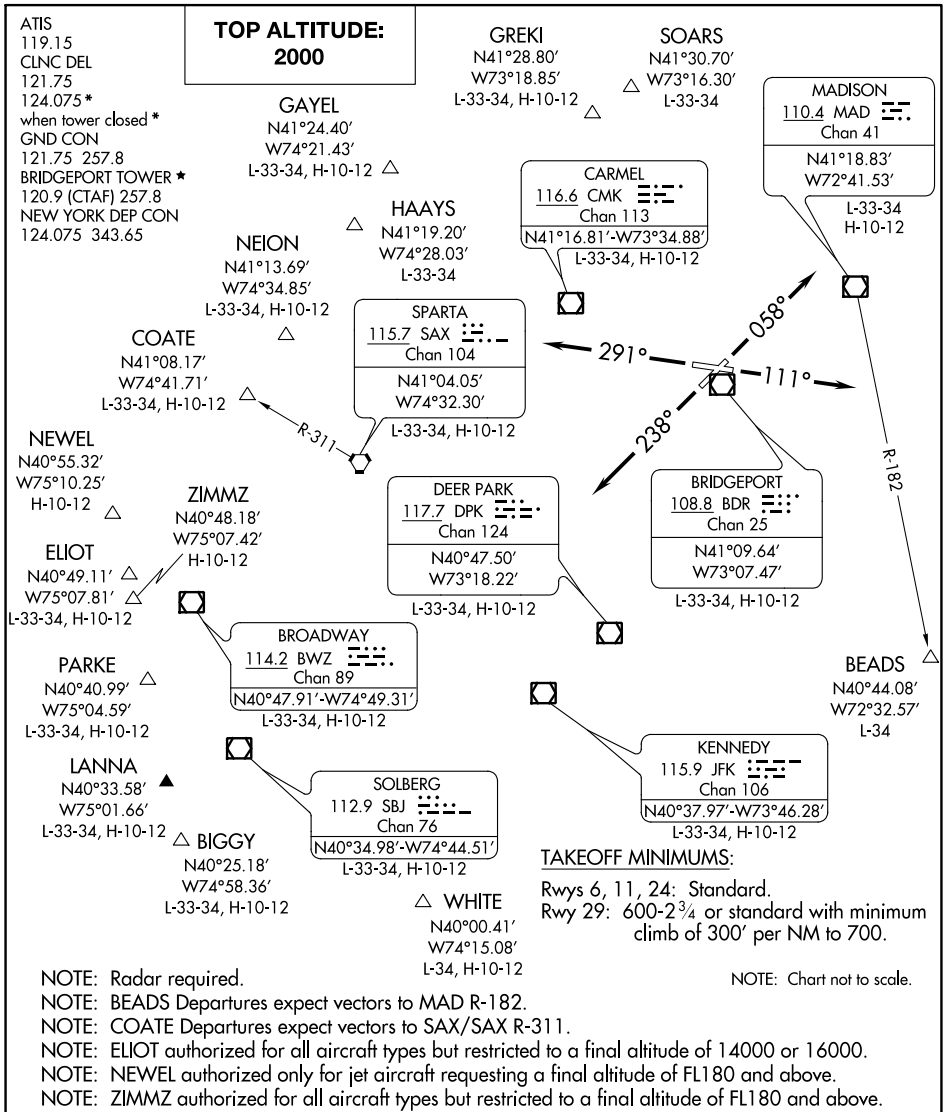 ATIS
119.15
CLNC DEL
121.75
124.075 *
when tower closed *
GND CON
121.75 257.8
BRIDGEPORT TOWER ★
120.9 (CTAF) 257.8
NEW YORK DEP CON
124.075 343.65
TOP ALTITUDE:
2000
GREKI
N41°28.80′
W73°18.85′
L-33-34, H-10-12
SOARS
N41°30.70′
W73°16.30′
L-33-34
MADISON
110.4 MAD
Chan 41
N41°18.83′
W72°41.53′
L-33-34
H-10-12
GAYEL
N41°24.40′
W74°21.43′
L-33-34, H-10-12
CARMEL
116.6 CMK
Chan 113
N41°16.81′-W73°34.88′
L-33-34, H-10-12
HAAYS
N41°19.20′
W74°28.03′
L-33-34
NEION
N41°13.69′
W74°34.85′
L-33-34, H-10-12
SPARTA
115.7 SAX
Chan 104
N41°04.05′
W74°32.30′
L-33-34, H-10-12
COATE
N41°08.17′
W74°41.71′
L-33-34, H-10-12
R-311
058°
291°
111°
238°
R-182
NEWEL
N40°55.32′
W75°10.25′
H-10-12
ZIMMZ
N40°48.18′
W75°07.42′
H-10-12
DEER PARK
117.7 DPK
Chan 124
N40°47.50′
W73°18.22′
L-33-34, H-10-12
BRIDGEPORT
108.8 BDR
Chan 25
N41°09.64′
W73°07.47′
L-33-34, H-10-12
ELIOT
N40°49.11′
W75°07.81′
L-33-34, H-10-12
BROADWAY
114.2 BWZ
Chan 89
N40°47.91′-W74°49.31′
L-33-34, H-10-12
BEADS
N40°44.08′
W72°32.57′
L-34
PARKE
N40°40.99′
W75°04.59′
L-33-34, H-10-12
LANNA
N40°33.58′
W75°01.66′
L-33-34, H-10-12
SOLBERG
112.9 SBJ
Chan 76
N40°34.98′-W74°44.51′
L-33-34, H-10-12
KENNEDY
115.9 JFK
Chan 106
N40°37.97′-W73°46.28′
L-33-34, H-10-12
BIGGY
N40°25.18′
W74°58.36′
L-33-34, H-10-12
WHITE
N40°00.41′
W74°15.08′
L-34, H-10-12
TAKEOFF MINIMUMS:
Rwys 6, 11, 24: Standard.
Rwy 29: 600-2¾ or standard with minimum
climb of 300′ per NM to 700.
NOTE: Radar required.
NOTE: Chart not to scale.
NOTE: BEADS Departures expect vectors to MAD R-182.
NOTE: COATE Departures expect vectors to SAX/SAX R-311.
NOTE: ELIOT authorized for all aircraft types but restricted to a final altitude of 14000 or 16000.
NOTE: NEWEL authorized only for jet aircraft requesting a final altitude of FL180 and above.
NOTE: ZIMMZ authorized for all aircraft types but restricted to a final altitude of FL180 and above.